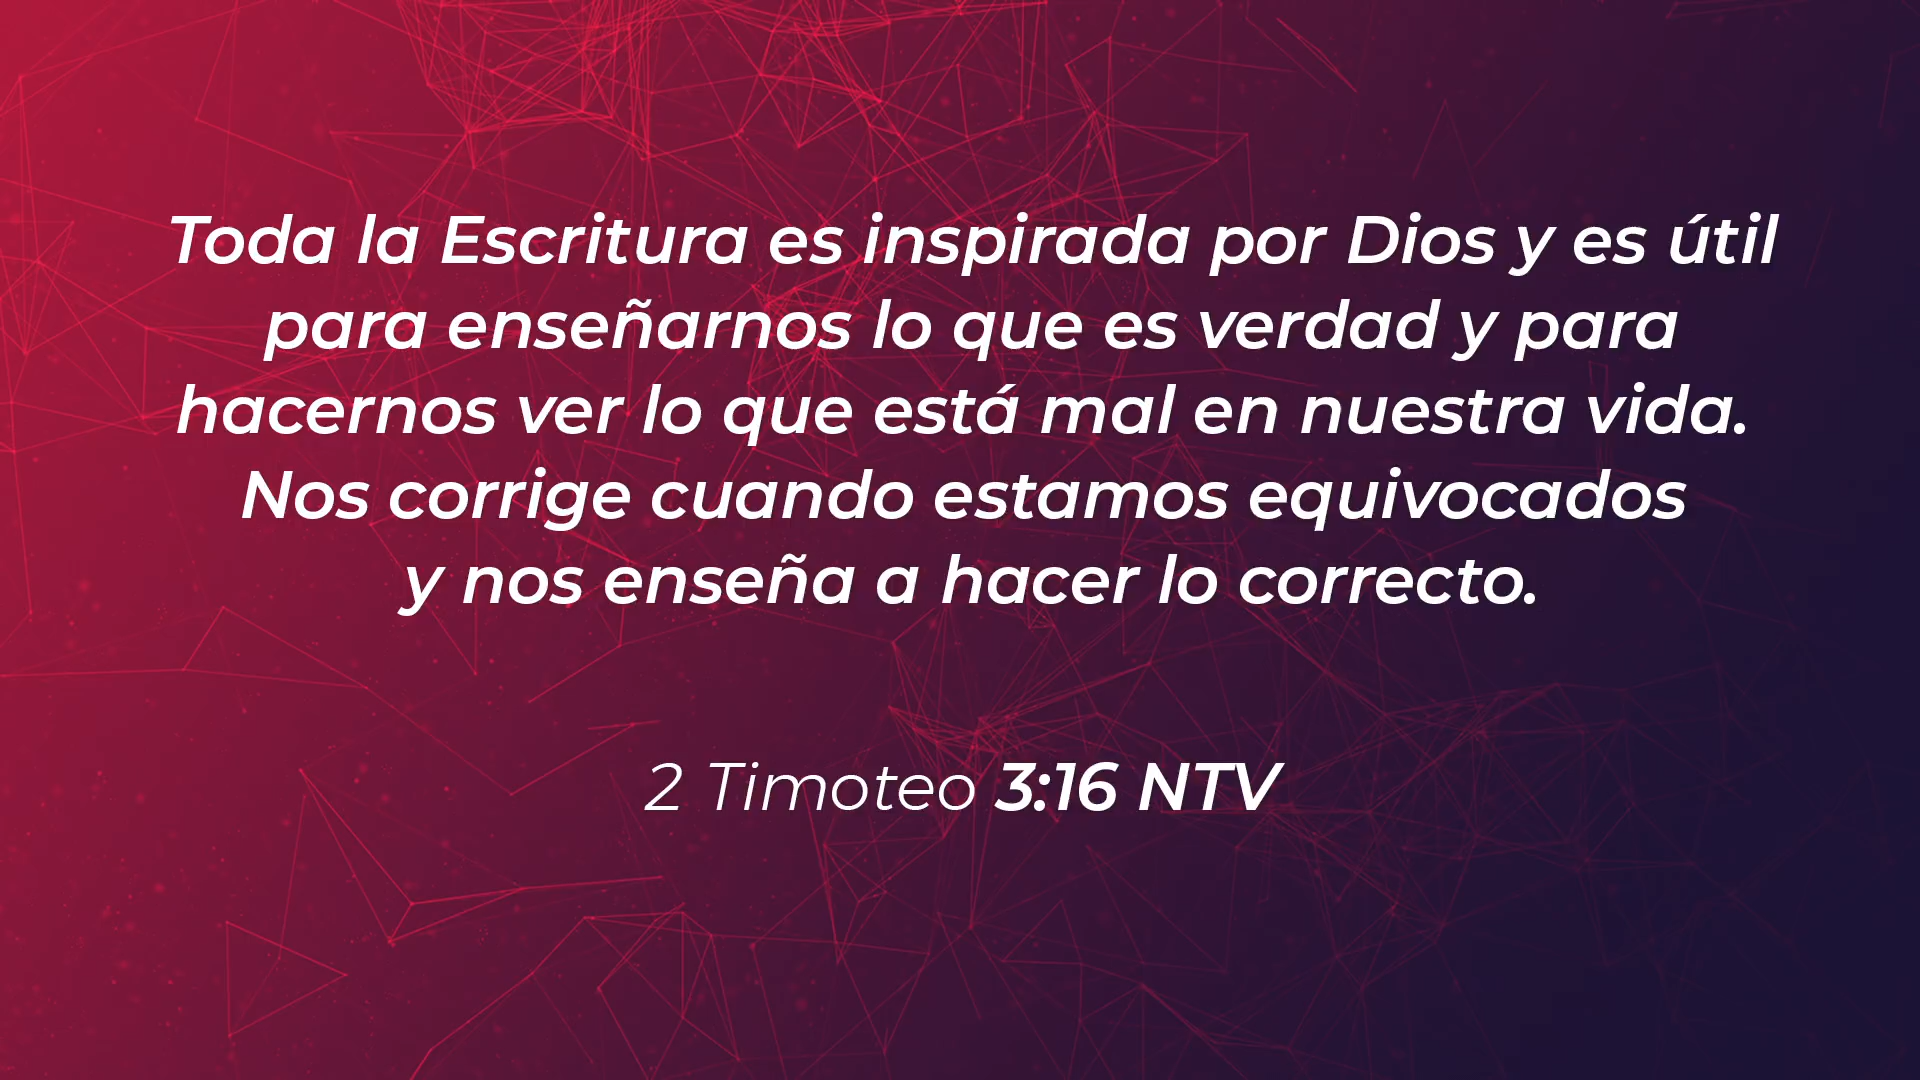 Toda la Escritura es inspirada por Dios y es útil
para enseñarnos lo que es verdad y para
hacernos ver lo que está mal en nuestra vida.
Nos corrige cuando estamos equivocados
y nos enseña a hacer lo correcto.
2 Timoteo 3:16 NTV